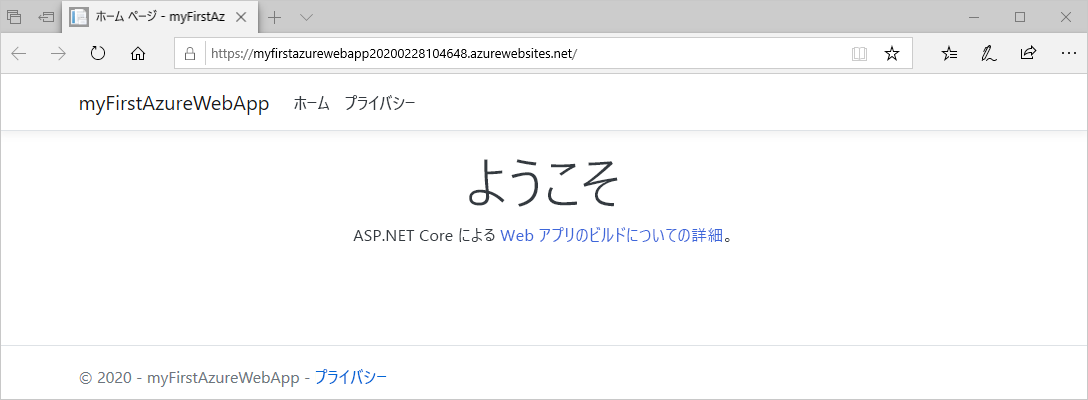 ホーム ページ - myFirstAz
https://myfirstazurewebapp20200228104648.azurewebsites.net/
myFirstAzureWebApp ホーム プライバシー
ようこそ
ASP.NET Core による Web アプリのビルドについての詳細。
© 2020 - myFirstAzureWebApp - プライバシー